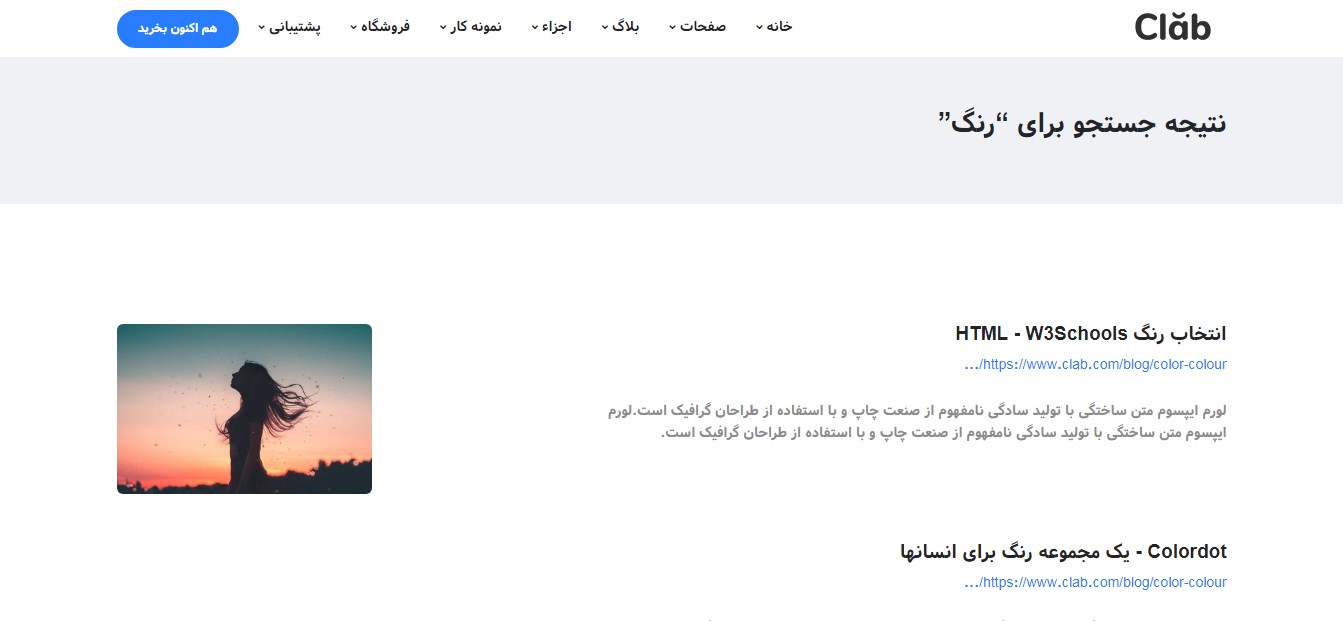 Clăb
خانه
صفحات
بلاگ
اجزاء
نمونه کار
فروشگاه
پشتیبانی
هم اکنون بخرید
نتیجه جستجو برای “رنگ”
انتخاب رنگ HTML - W3Schools
https://www.clab.com/blog/color-colour/...
لورم ایپسوم متن ساختگی با تولید سادگی نامفهوم از صنعت چاپ و با استفاده از طراحان گرافیک است.لورم
ایپسوم متن ساختگی با تولید سادگی نامفهوم از صنعت چاپ و با استفاده از طراحان گرافیک است.
Colordot - یک مجموعه رنگ برای انسانها
https://www.clab.com/blog/color-colour/...